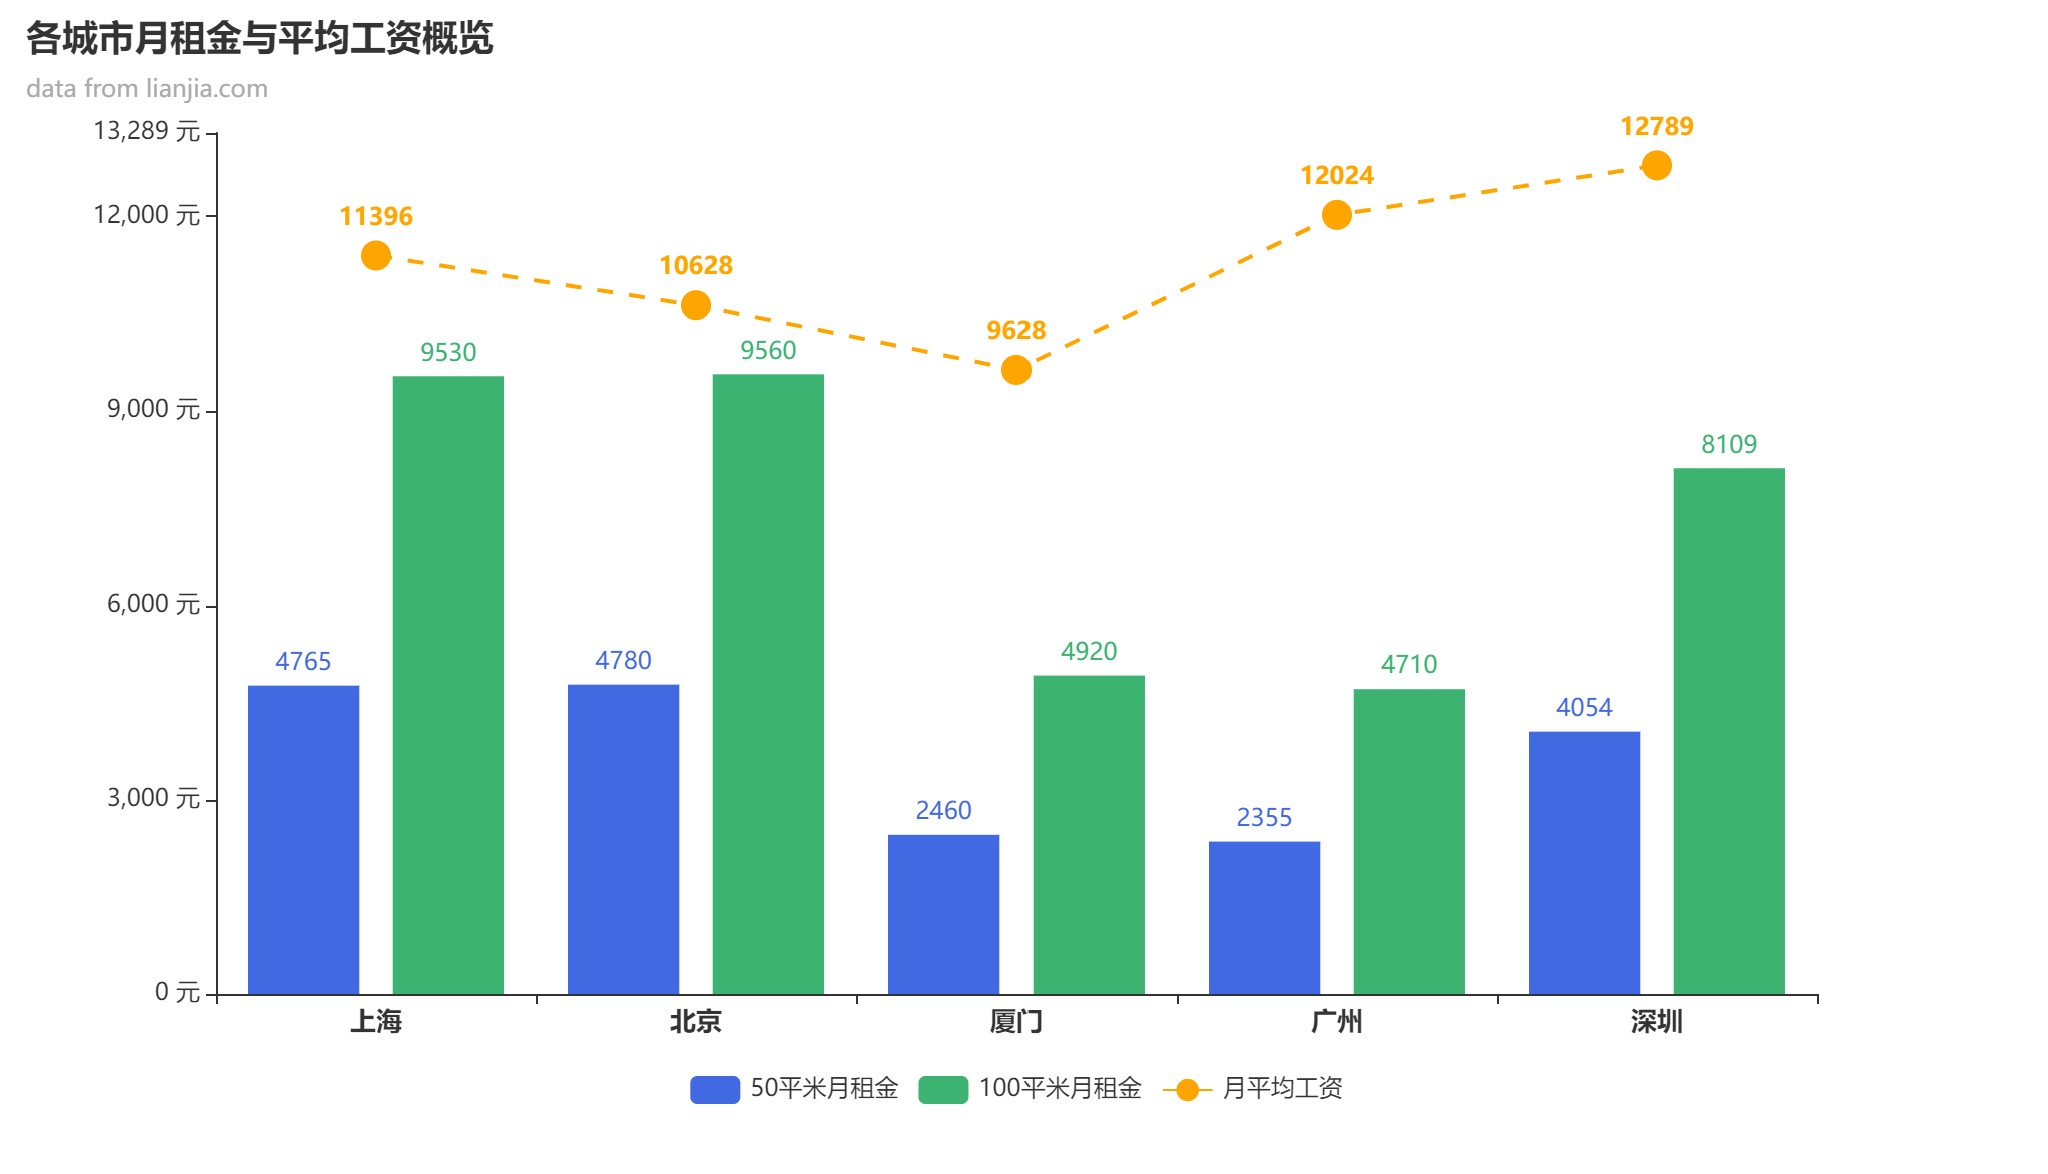 各城市月租金与平均工资概览
data from lianjia.com
13,289 元
12,000 元
9,000 元
6,000 元
3,000 元
0 元
11396
10628
9628
12024
12789
9530
9560
4920
4710
8109
4765
4780
2460
2355
4054
上海 北京 厦门 广州 深圳
50平米月租金 100平米月租金 月平均工资